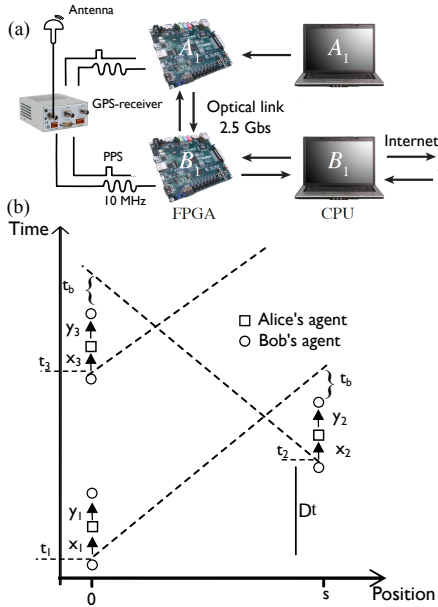 Antenna
(a)
A1
A1
GPS-receiver
Optical link
2.5 Gbs
Internet
PPS
B1
B1
10 MHz
FPGA
CPU
(b)
Time
tb
y3
Alice's agent
Bob's agent
t3
x3
tb
y2
t2
x2
y1
Dt
t1
x1
0
s
Position